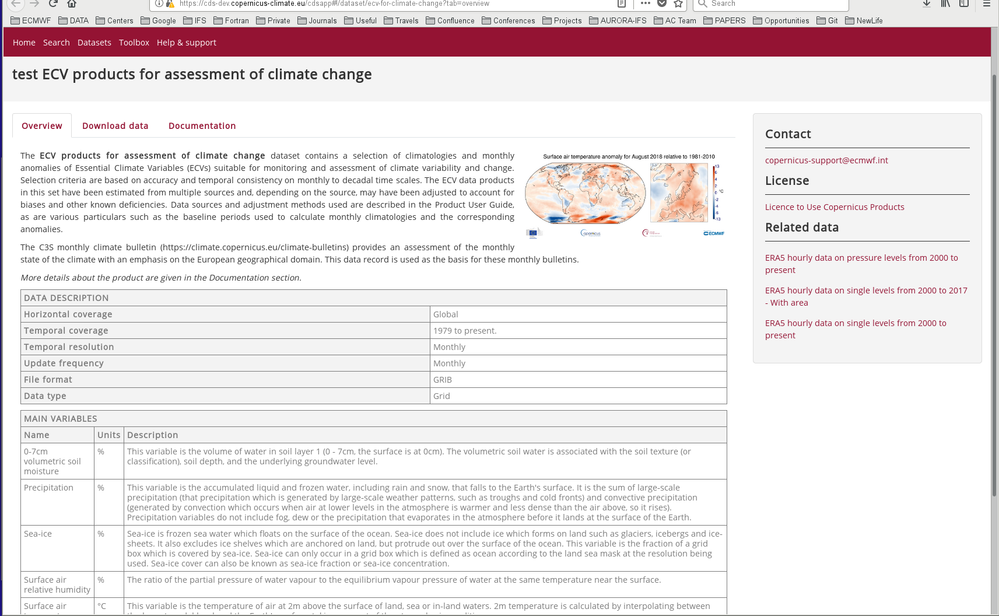 https://cds-dev.copernicus-climate.eu/cdsapp#!/dataset/ecv-for-climate-change?tab=overview
Search
ECMWF DATA Centers Google IFS Fortran Private Journals Useful Travels Confluence Conferences Projects AURORA-IFS AC Team PAPERS Opportunities Git NewLife
Home Search Datasets Toolbox Help & support
test ECV products for assessment of climate change
Overview Download data Documentation
The ECV products for assessment of climate change dataset contains a selection of climatologies and monthly
anomalies of Essential Climate Variables (ECVs) suitable for monitoring and assessment of climate variability and change.
Selection criteria are based on accuracy and temporal consistency on monthly to decadal time scales. The ECV data products
in this set have been estimated from multiple sources and, depending on the source, may have been adjusted to account for
biases and other known deficiencies. Data sources and adjustment methods used are described in the Product User Guide,
as are various particulars such as the baseline periods used to calculate monthly climatologies and the corresponding
anomalies.
Surface air temperature anomaly for August 2018 relative to 1981-2010
13
6
4
2
0 °C
-2
-4
-6
-13
opernicus
ECMWF
The C3S monthly climate bulletin (https://climate.copernicus.eu/climate-bulletins) provides an assessment of the monthly
state of the climate with an emphasis on the European geographical domain. This data record is used as the basis for these monthly bulletins.
More details about the product are given in the Documentation section.
DATA DESCRIPTION
Horizontal coverage Global
Temporal coverage 1979 to present.
Temporal resolution Monthly
Update frequency Monthly
File format GRIB
Data type Grid
MAIN VARIABLES
Name Units Description
0-7cm
volumetric soil
moisture
%
This variable is the volume of water in soil layer 1 (0 - 7cm, the surface is at 0cm). The volumetric soil water is associated with the soil texture (or
classification), soil depth, and the underlying groundwater level.
Precipitation
%
This variable is the accumulated liquid and frozen water, including rain and snow, that falls to the Earth's surface. It is the sum of large-scale
precipitation (that precipitation which is generated by large-scale weather patterns, such as troughs and cold fronts) and convective precipitation
(generated by convection which occurs when air at lower levels in the atmosphere is warmer and less dense than the air above, so it rises).
Precipitation variables do not include fog, dew or the precipitation that evaporates in the atmosphere before it lands at the surface of the Earth.
Sea-ice
%
Sea-ice is frozen sea water which floats on the surface of the ocean. Sea-ice does not include ice which forms on land such as glaciers, icebergs and ice-
sheets. It also excludes ice shelves which are anchored on land, but protrude out over the surface of the ocean. This variable is the fraction of a grid
box which is covered by sea-ice. Sea-ice can only occur in a grid box which is defined as ocean according to the land sea mask at the resolution being
used. Sea-ice cover can also be known as sea-ice fraction or sea-ice concentration.
Surface air
relative humidity
%
The ratio of the partial pressure of water vapour to the equilibrium vapour pressure of water at the same temperature near the surface.
Surface air
°C
This variable is the temperature of air at 2m above the surface of land, sea or in-land waters. 2m temperature is calculated by interpolating between
Contact
copernicus-support@ecmwf.int
License
Licence to Use Copernicus Products
Related data
ERA5 hourly data on pressure levels from 2000 to
present
ERA5 hourly data on single levels from 2000 to 2017
- With area
ERA5 hourly data on single levels from 2000 to
present